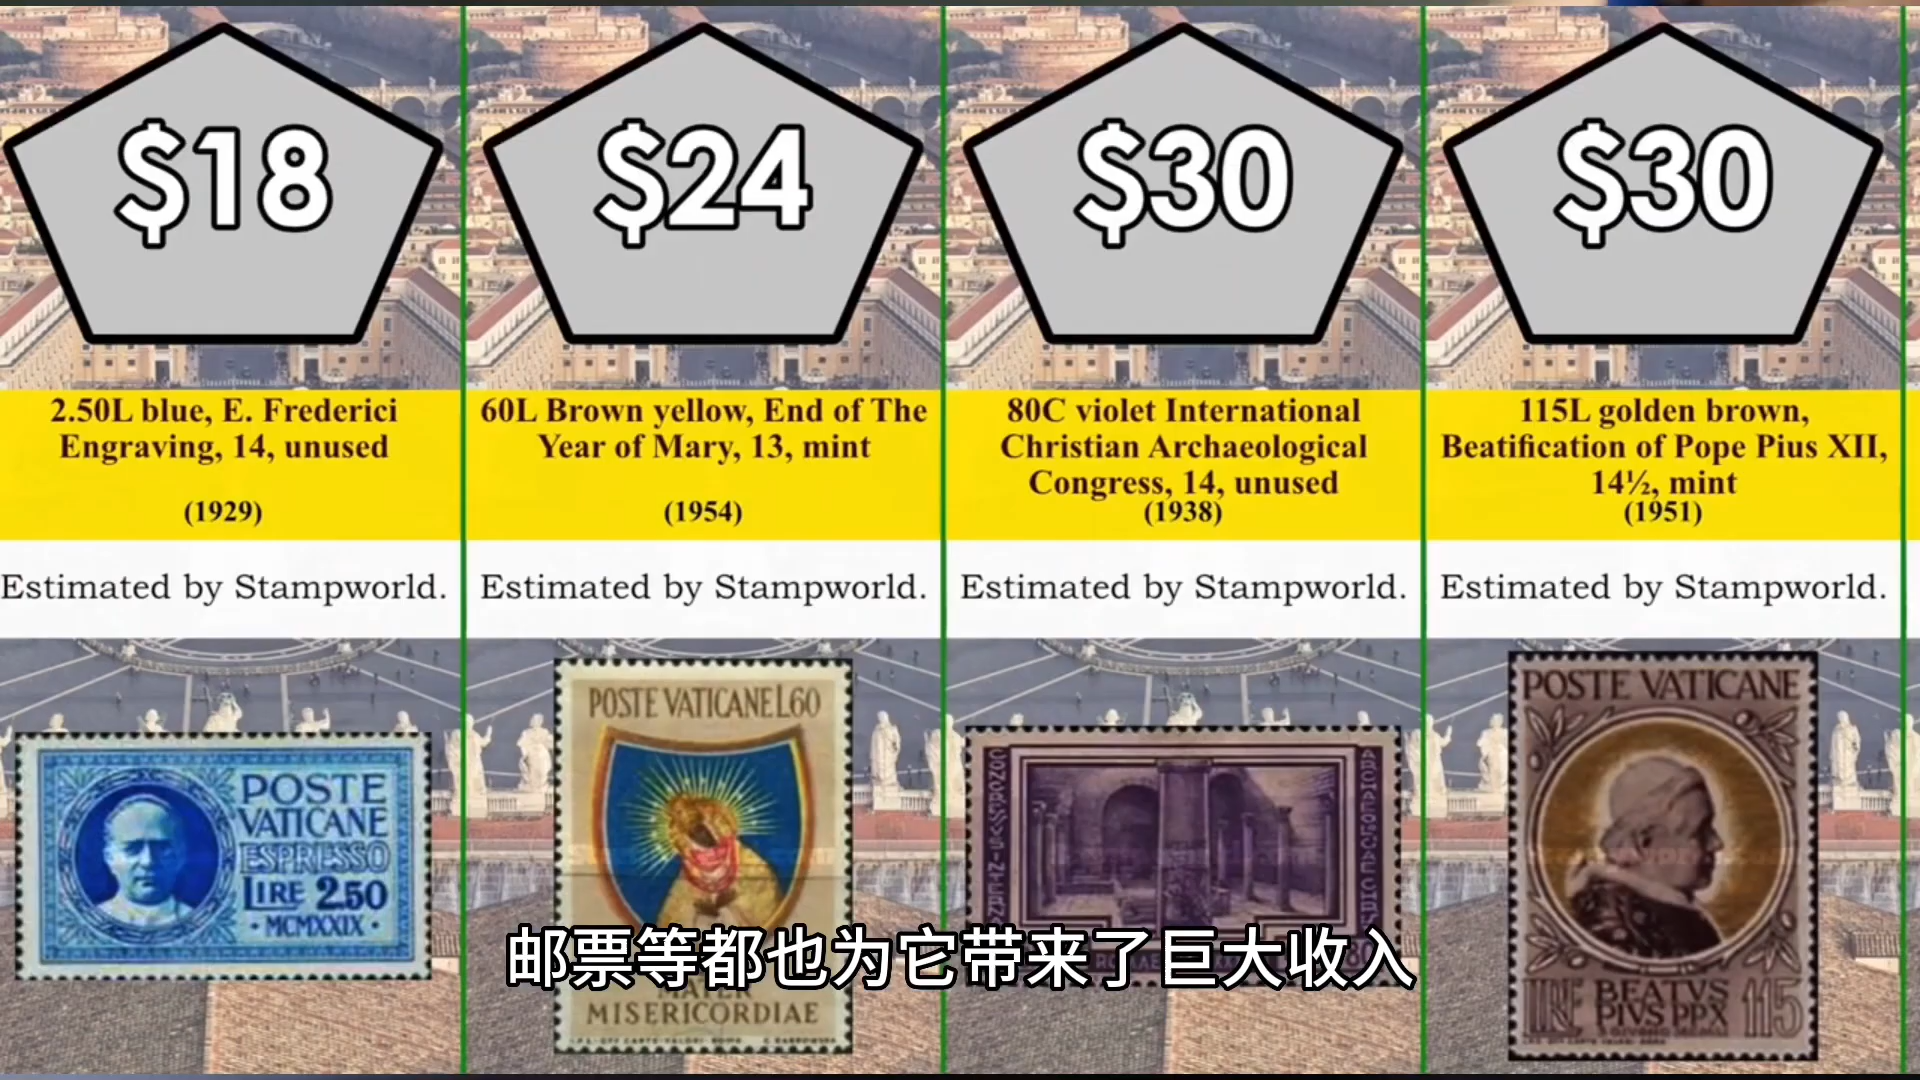 $18
2.50L blue, E. Frederici
Engraving, 14, unused
(1929)
Estimated by Stampworld.
POSTE
VATICANE
ESPRESSO
LIRE 2.50
· MCMXXIX ·
$24
60L Brown yellow, End of The
Year of Mary, 13, mint
(1954)
Estimated by Stampworld.
POSTE VATICANE L.60
MATER
MISERICORDIAE
$30
80C violet International
Christian Archaeological
Congress, 14, unused
(1938)
Estimated by Stampworld.
$30
115L golden brown,
Beatification of Pope Pius XII,
14½, mint
(1951)
Estimated by Stampworld.
POSTE VATICANE
LIRE
BEATVS
PIVS PPX
115
邮票等都也为它带来了巨大收入